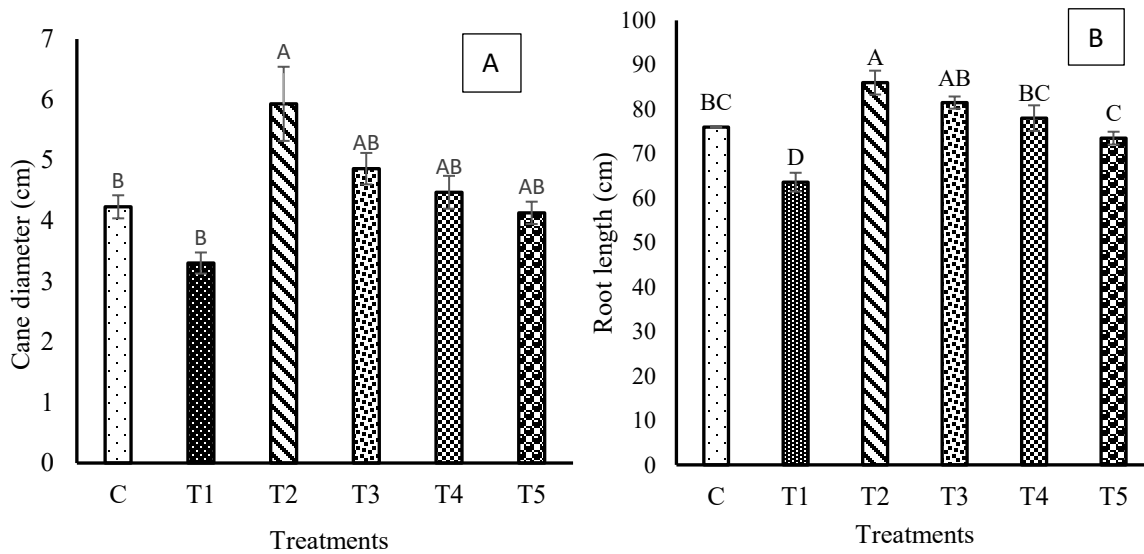 A
Cane diameter (cm)
7
6
5
4
3
2
1
0
B
B
A
AB
AB
AB
C T1 T2 T3 T4 T5
Treatments
B
Root length (cm)
100
90
80
70
60
50
40
30
20
10
0
BC
D
A
AB
BC
C
C T1 T2 T3 T4 T5
Treatments